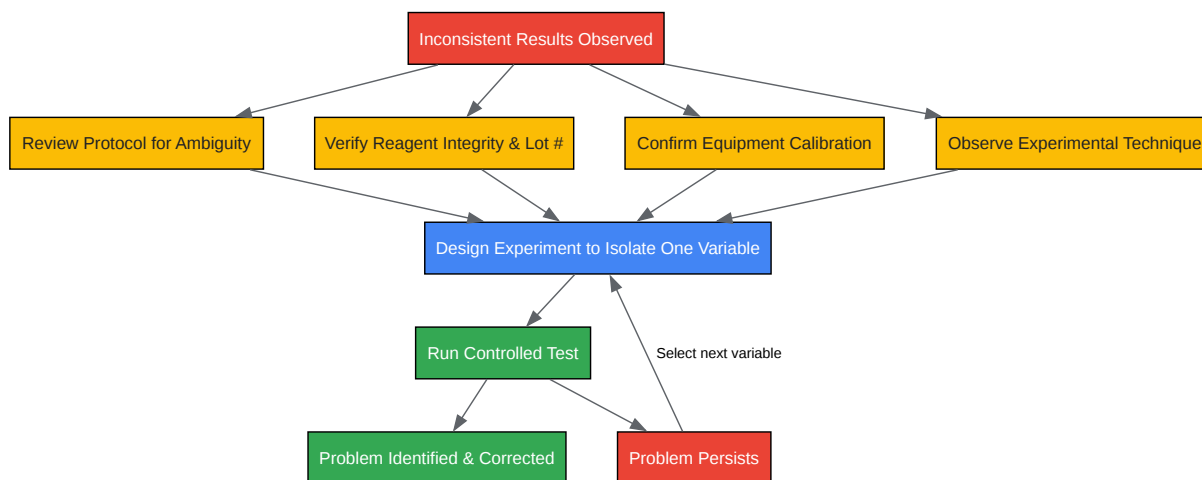 Inconsistent Results Observed
Review Protocol for Ambiguity
Verify Reagent Integrity & Lot #
Confirm Equipment Calibration
Observe Experimental Technique
Design Experiment to Isolate One Variable
Run Controlled Test
Select next variable
Problem Identified & Corrected
Problem Persists